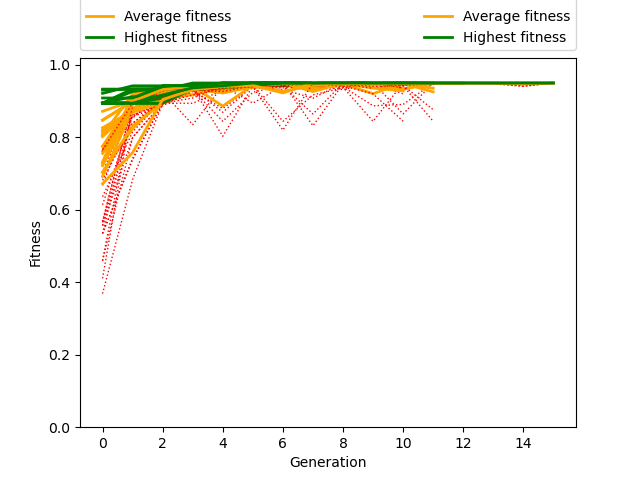 Average fitness Average fitness
Highest fitness Highest fitness
1.0
0.8
0.6
0.4
0.2
0.0
Fitness
0 2 4 6 8 10 12 14
Generation